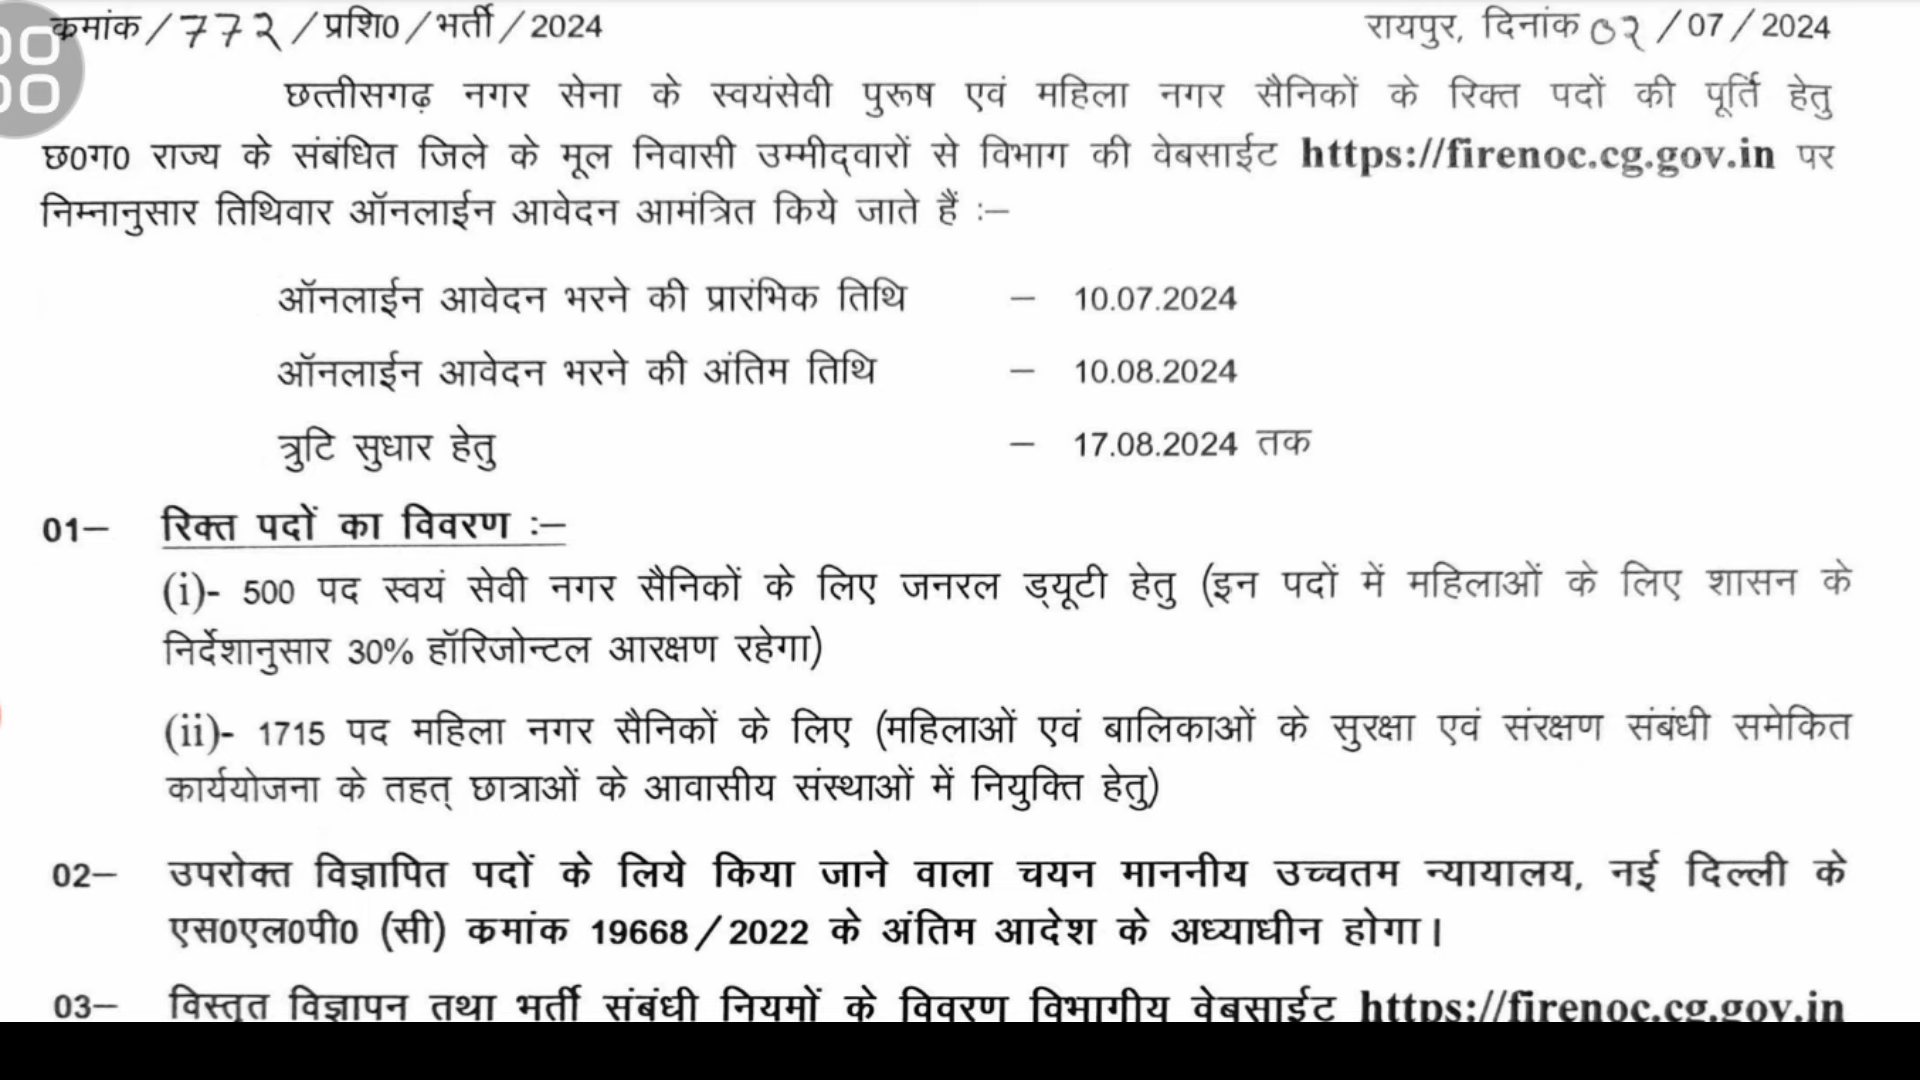 कमांक/772/प्रशि0/भर्ती/2024 रायपुर, दिनांक 02/07/2024
छत्तीसगढ़ नगर सेना के स्वयंसेवी पुरूष एवं महिला नगर सैनिकों के रिक्त पदों की पूर्ति हेतु
छ0ग0 राज्य के संबंधित जिले के मूल निवासी उम्मीद्वारों से विभाग की वेबसाईट https://firenoc.cg.gov.in पर
निम्नानुसार तिथिवार ऑनलाईन आवेदन आमंत्रित किये जाते हैं :–
ऑनलाईन आवेदन भरने की प्रारंभिक तिथि – 10.07.2024
ऑनलाईन आवेदन भरने की अंतिम तिथि – 10.08.2024
त्रुटि सुधार हेतु – 17.08.2024 तक
01– रिक्त पदों का विवरण :–
(i)- 500 पद स्वयं सेवी नगर सैनिकों के लिए जनरल ड्यूटी हेतु (इन पदों में महिलाओं के लिए शासन के
निर्देशानुसार 30% हॉरिजोन्टल आरक्षण रहेगा)
(ii)- 1715 पद महिला नगर सैनिकों के लिए (महिलाओं एवं बालिकाओं के सुरक्षा एवं संरक्षण संबंधी समेकित
कार्ययोजना के तहत् छात्राओं के आवासीय संस्थाओं में नियुक्ति हेतु)
02– उपरोक्त विज्ञापित पदों के लिये किया जाने वाला चयन माननीय उच्चतम न्यायालय, नई दिल्ली के
एस0एल0पी0 (सी) कमांक 19668/2022 के अंतिम आदेश के अध्याधीन होगा।
03– विस्तृत विज्ञापन तथा भर्ती संबंधी नियमों के विवरण विभागीय वेबसाईट https://firenoc.cg.gov.in